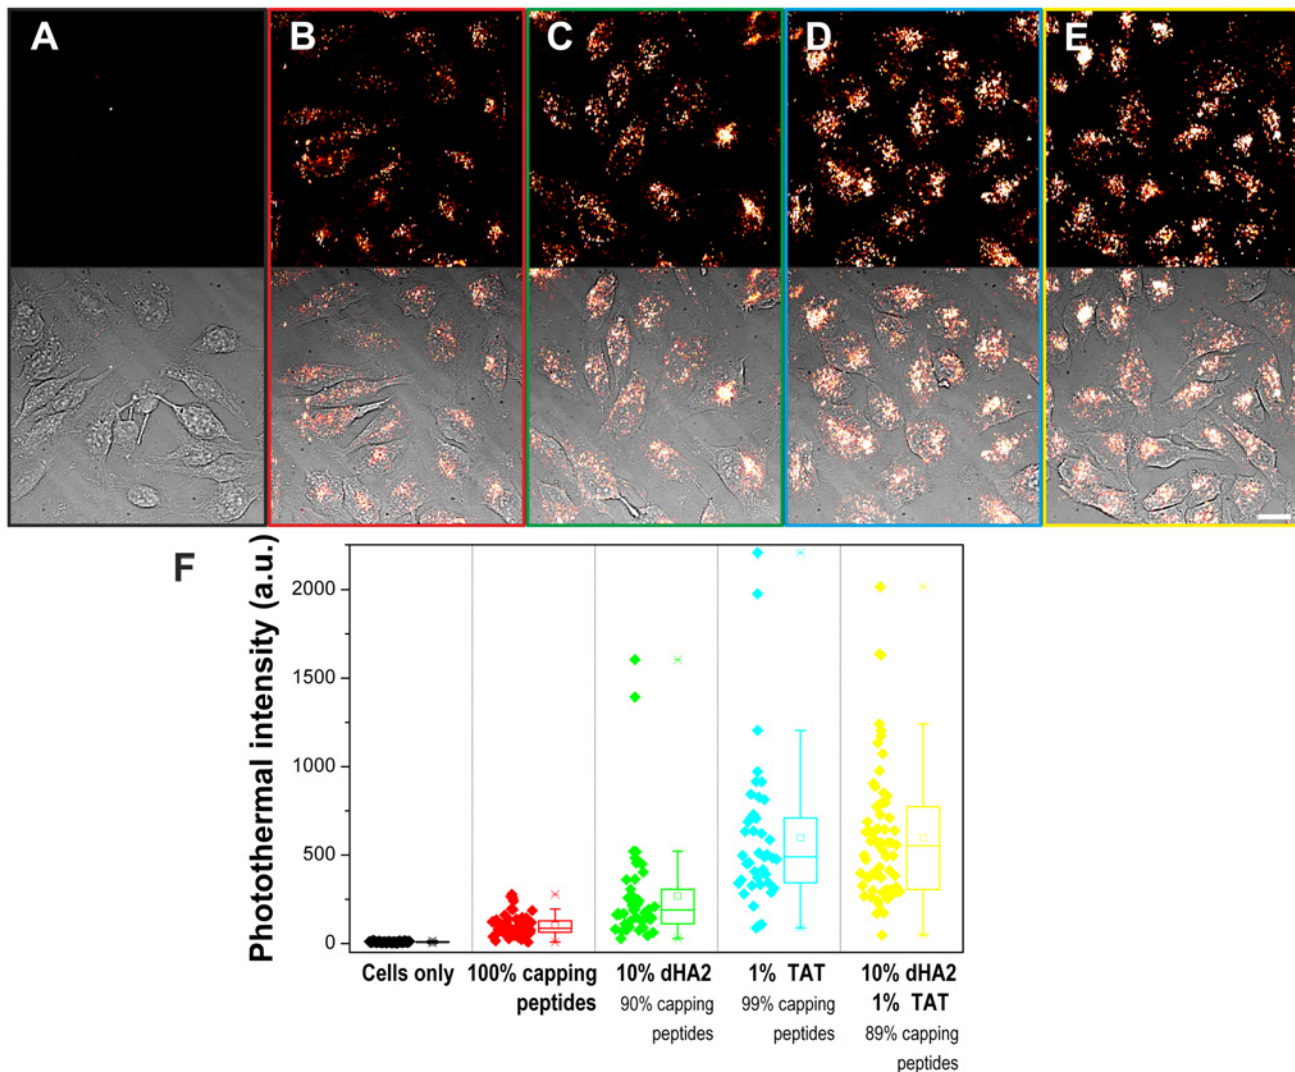 A
B
C
D
E
F
Photothermal intensity (a.u.)
2000
1500
1000
500
0
Cells only
100% capping
peptides
10% dHA2
90% capping
peptides
1% TAT
99% capping
peptides
10% dHA2
1% TAT
89% capping
peptides